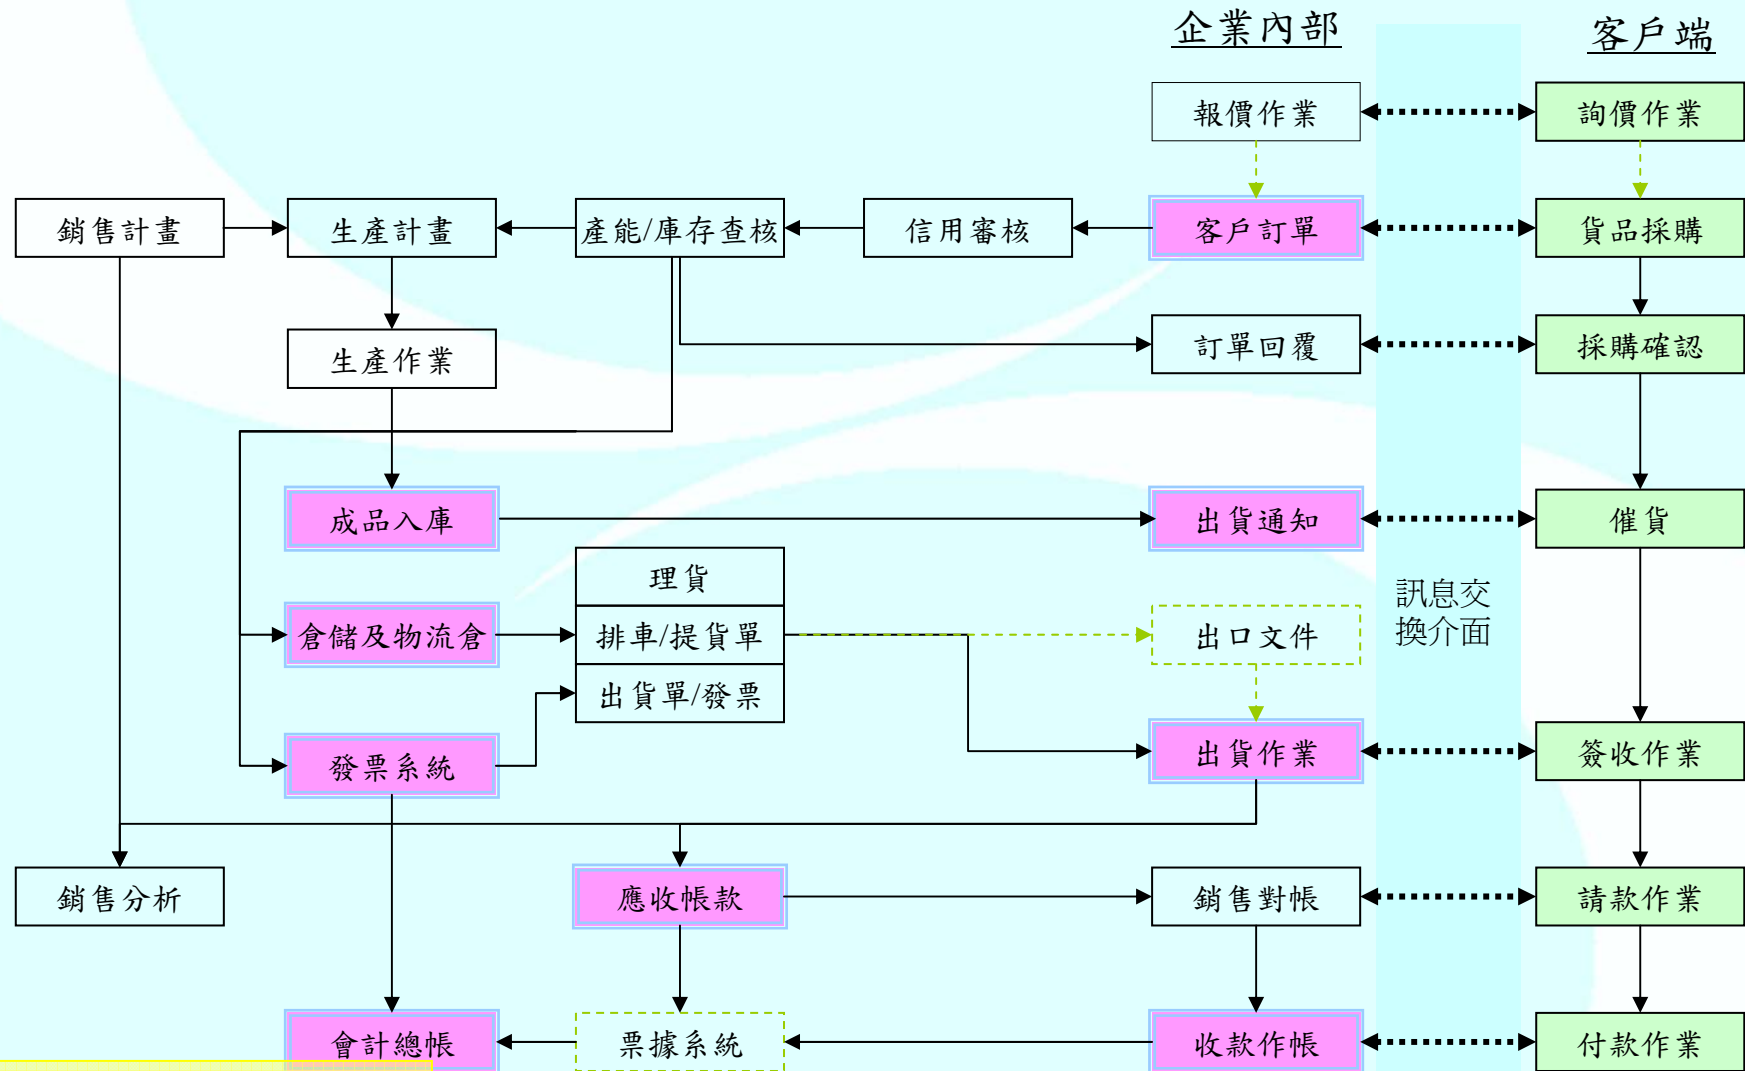 企業內部
客戶端
報價作業
詢價作業
銷售計畫
生產計畫
產能/庫存查核
信用審核
客戶訂單
貨品採購
生產作業
訂單回覆
採購確認
成品入庫
出貨通知
催貨
理貨
訊息交
換介面
倉儲及物流倉
排車/提貨單
出口文件
出貨單/發票
發票系統
出貨作業
簽收作業
銷售分析
應收帳款
銷售對帳
請款作業
會計總帳
票據系統
收款作帳
付款作業